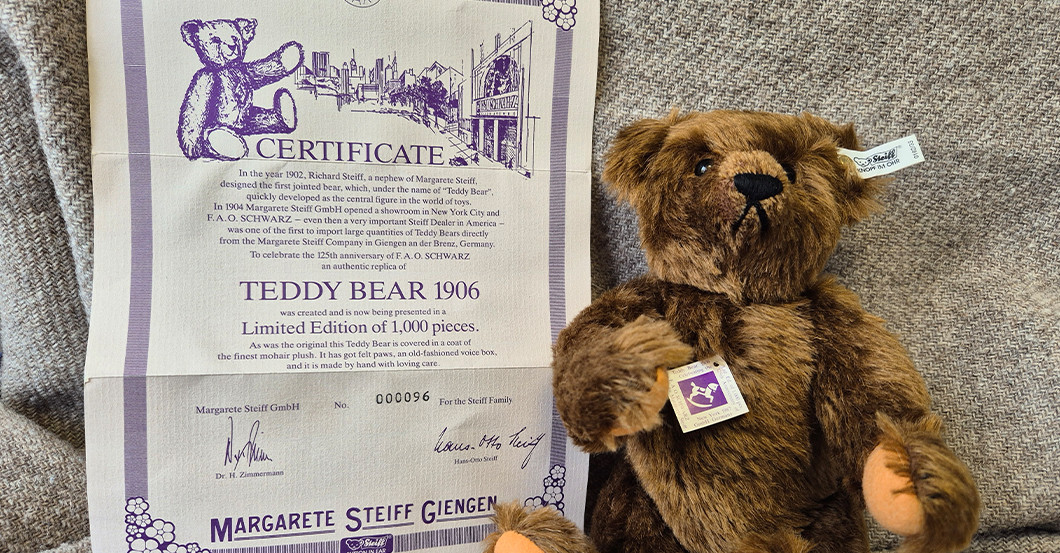 CERTIFICATE
In the year 1902, Richard Steiff, a nephew of Margarete Steiff,
designed the first jointed bear, which, under the name of "Teddy Bear",
quickly developed as the central figure in the world of toys.
In 1904 Margarete Steiff GmbH opened a showroom in New York City and
F.A.O. SCHWARZ – even then a very important Steiff Dealer in America –
was one of the first to import large quantities of Teddy Bears directly
from the Margarete Steiff Company in Giengen an der Brenz, Germany.
To celebrate the 125th anniversary of F.A.O. SCHWARZ
an authentic replica of
TEDDY BEAR 1906
was created and is now being presented in a
Limited Edition of 1,000 pieces.
As was the original this Teddy Bear is covered in a coat of
the finest mohair plush. It has got felt paws, an old-fashioned voice box,
and it is made by hand with loving care.
Margarete Steiff GmbH No. 000096 For the Steiff Family
Dr. H. Zimmermann
Hans-Otto Steiff
MARGARETE STEIFF GIENGEN
Steiff
Steiff